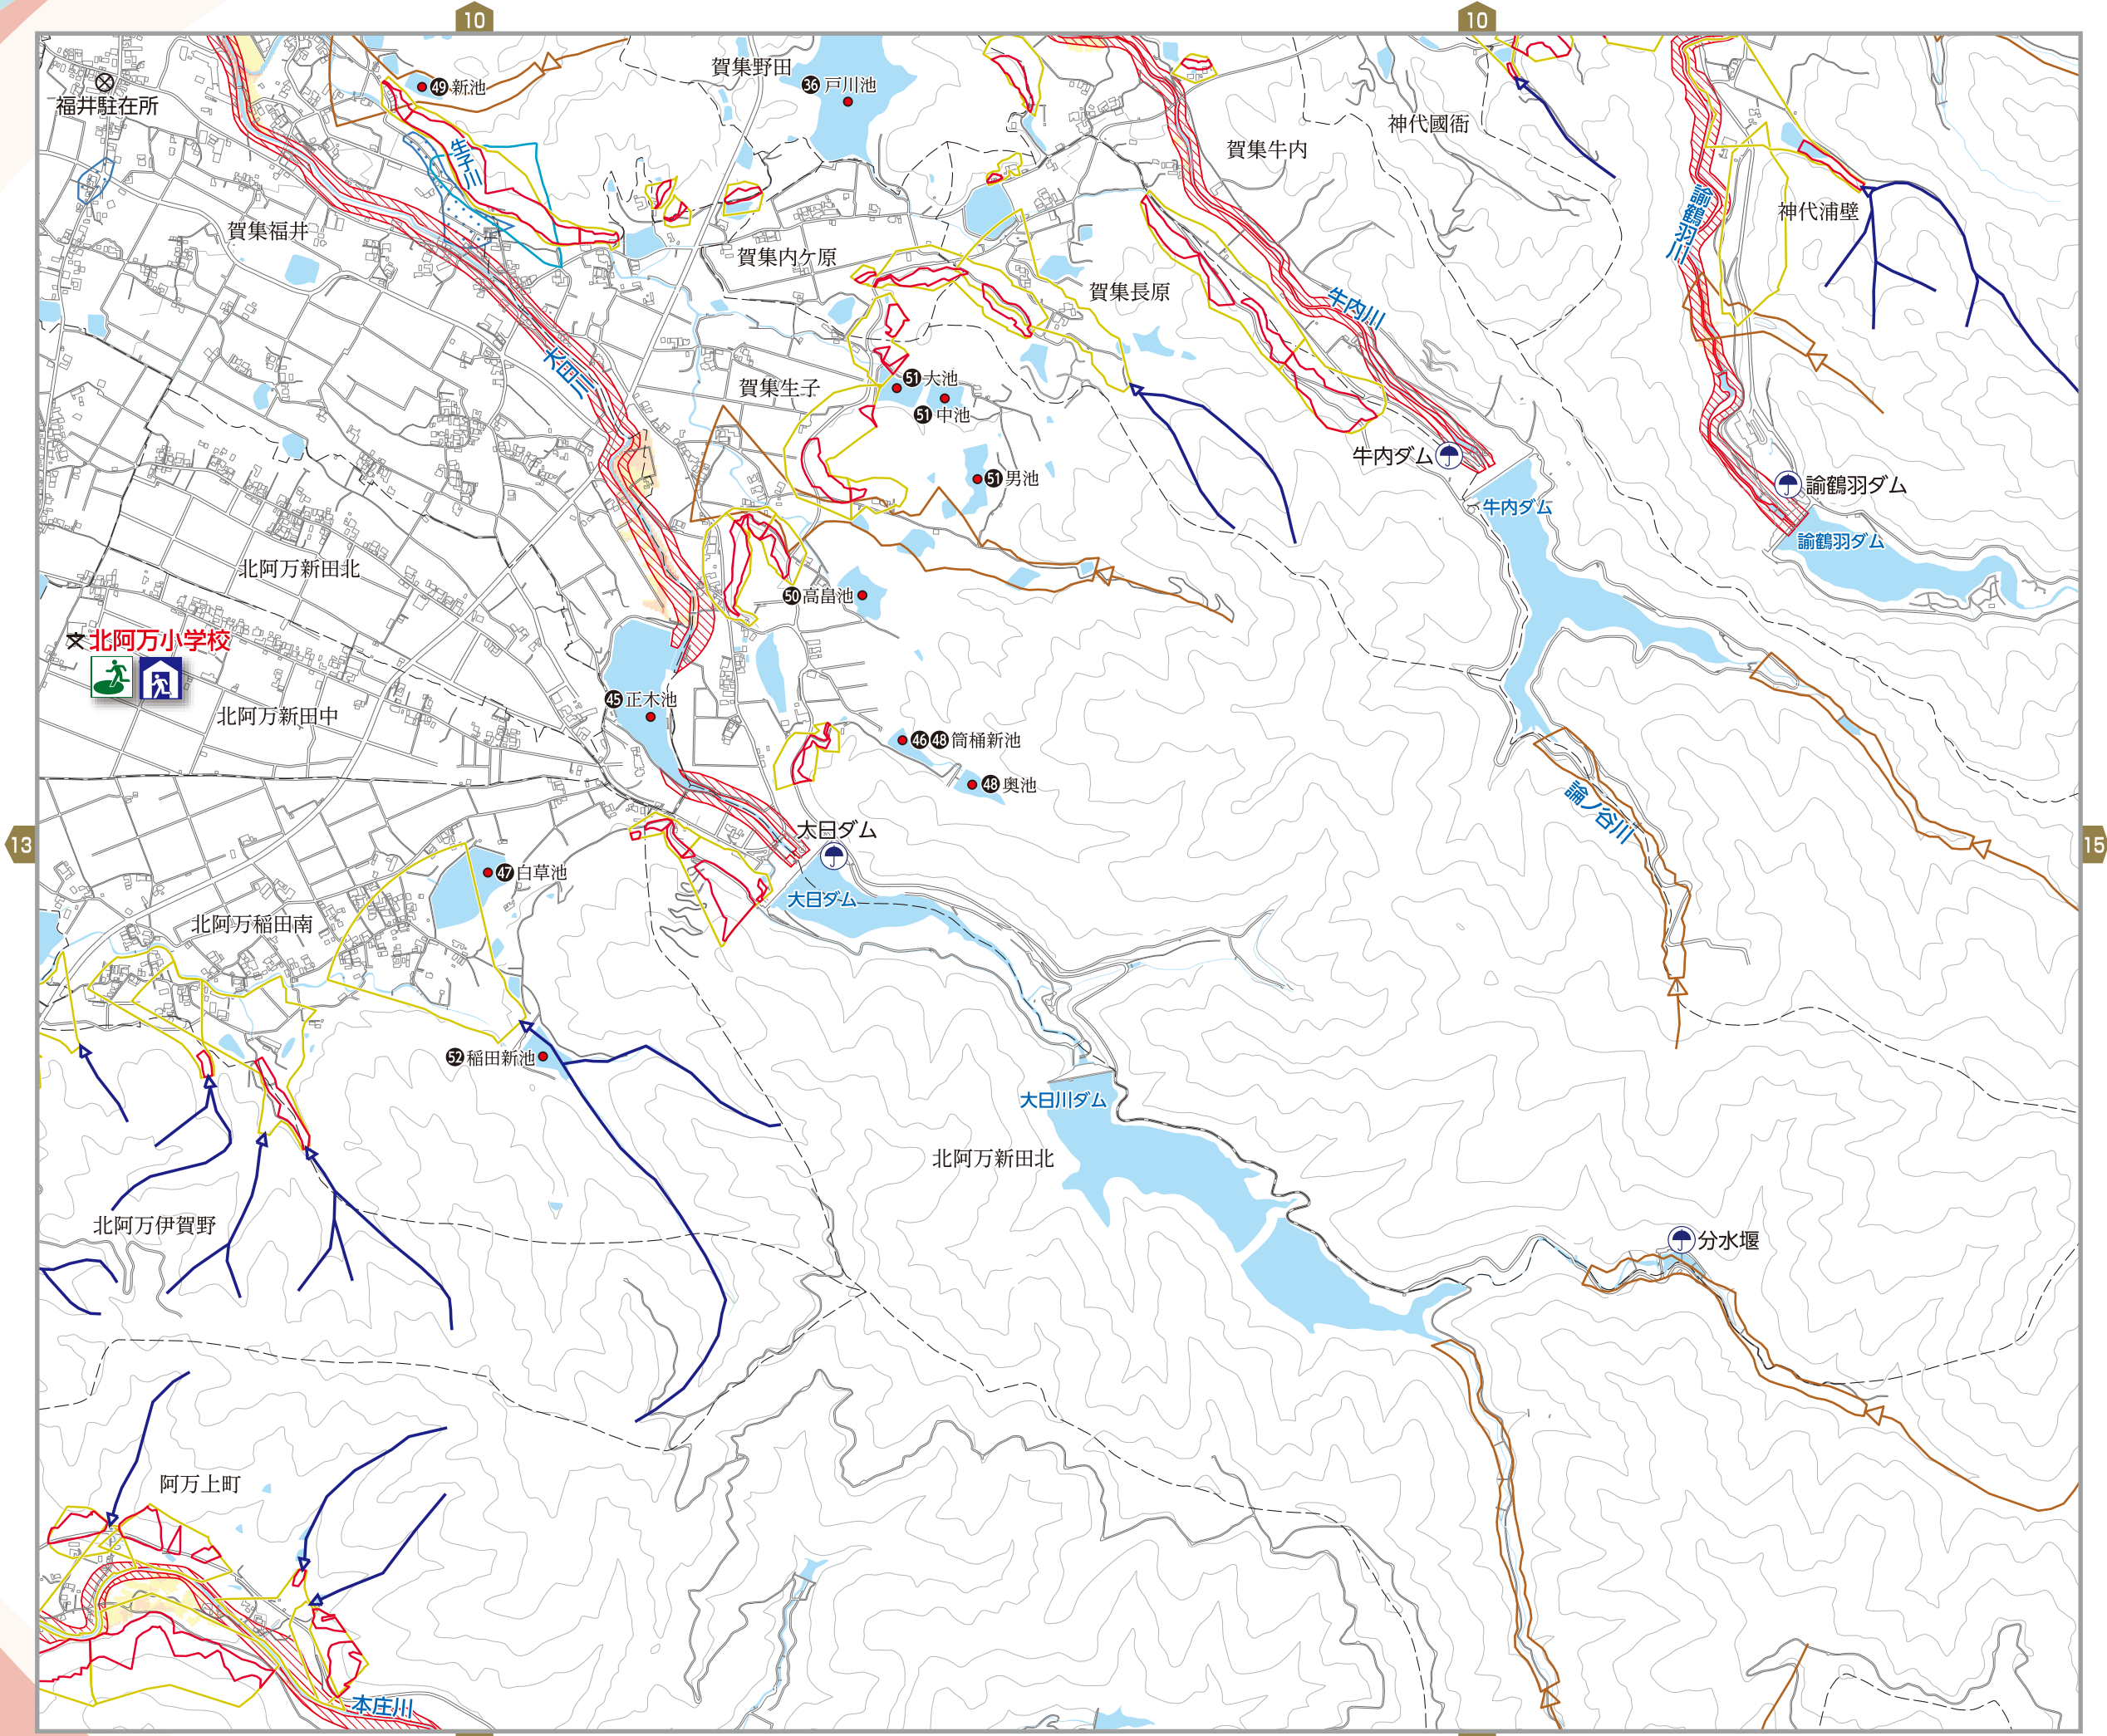 10
10
福井駐在所
49 新池
賀集野田
36 戸川池
神代國衙
賀集牛内
生子川
諭鶴羽川
神代浦壁
賀集福井
賀集内ケ原
賀集長原
牛内川
大日川
賀集生子
51 大池
51 中池
牛内ダム
51 男池
諭鶴羽ダム
牛内ダム
諭鶴羽ダム
北阿万新田北
50 高畠池
北阿万小学校
45 正木池
北阿万新田中
46 48 筒桶新池
48 奥池
論ノ谷川
大日ダム
13
15
47 白草池
大日ダム
北阿万稲田南
52 稲田新池
大日川ダム
北阿万新田北
北阿万伊賀野
分水堰
阿万上町
本庄川